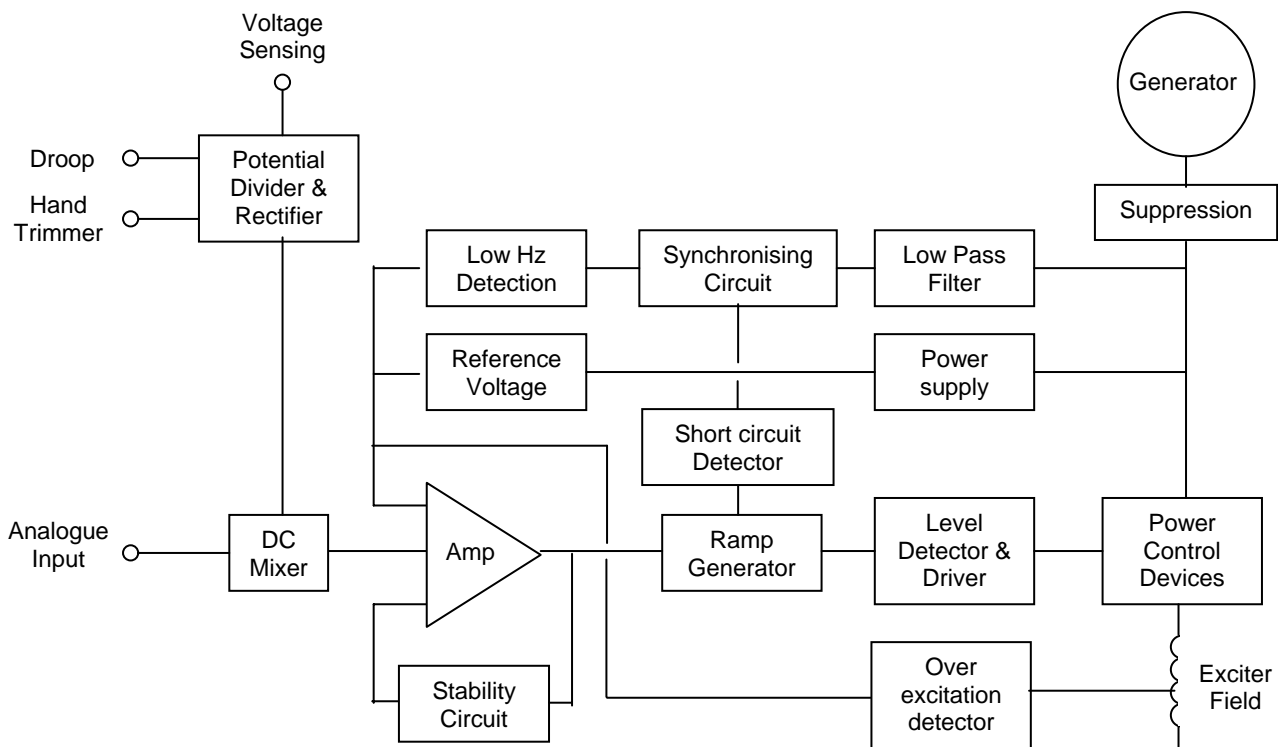 Voltage
Sensing
Generator
Droop
Hand
Trimmer
Potential
Divider &
Rectifier
Suppression
Low Hz
Detection
Synchronising
Circuit
Low Pass
Filter
Reference
Voltage
Power
supply
Short circuit
Detector
Analogue
Input
DC
Mixer
Amp
Ramp
Generator
Level
Detector &
Driver
Power
Control
Devices
Stability
Circuit
Over
excitation
detector
Exciter
Field